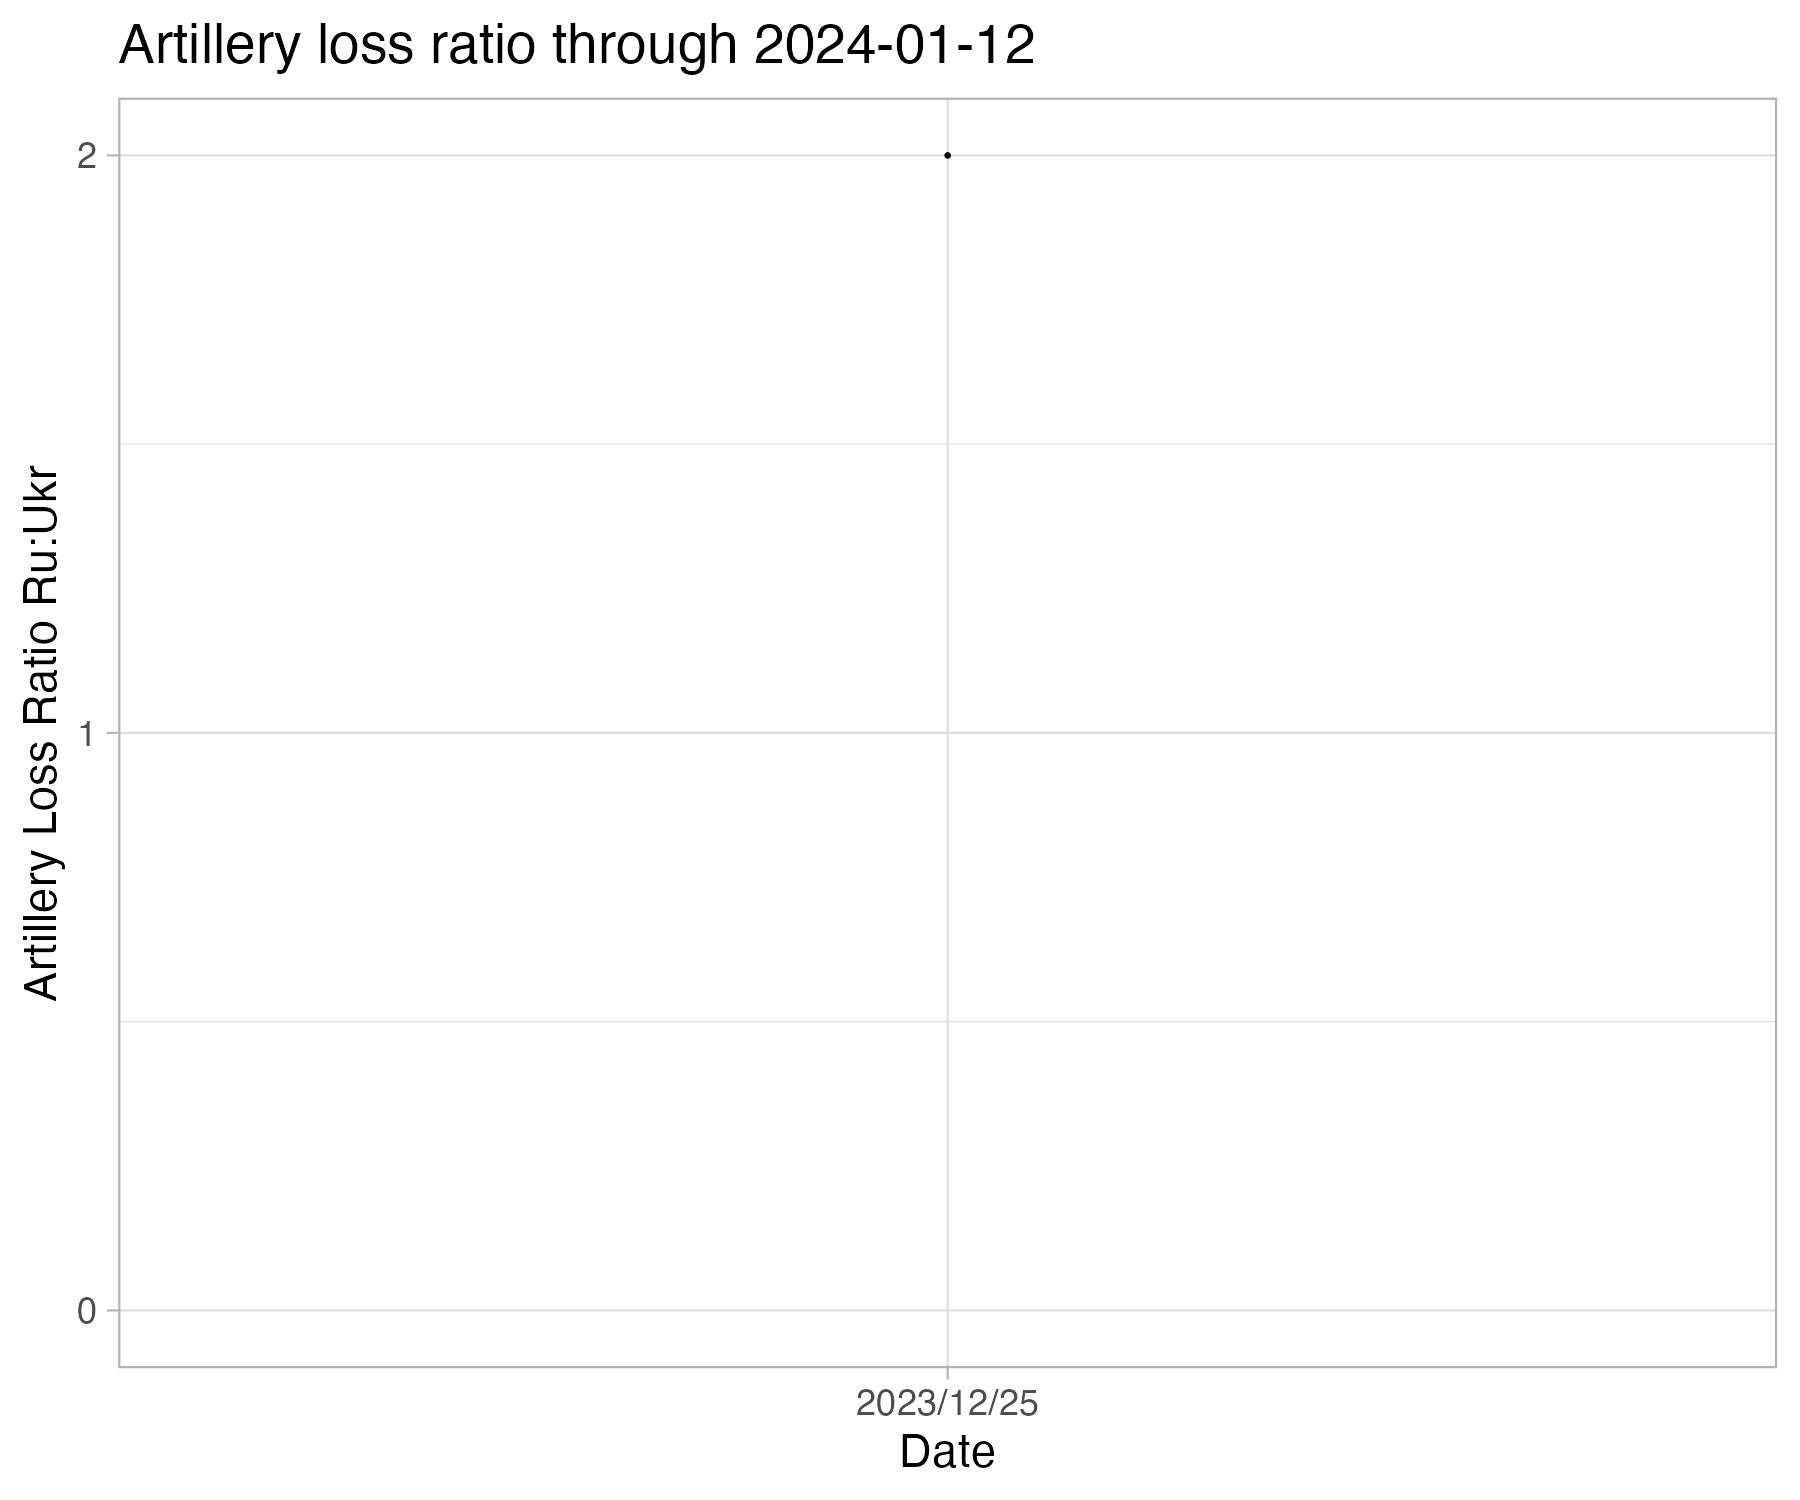 Artillery loss ratio through 2024-01-12
Artillery Loss Ratio Ru:Ukr
2
1
0
2023/12/25
Date